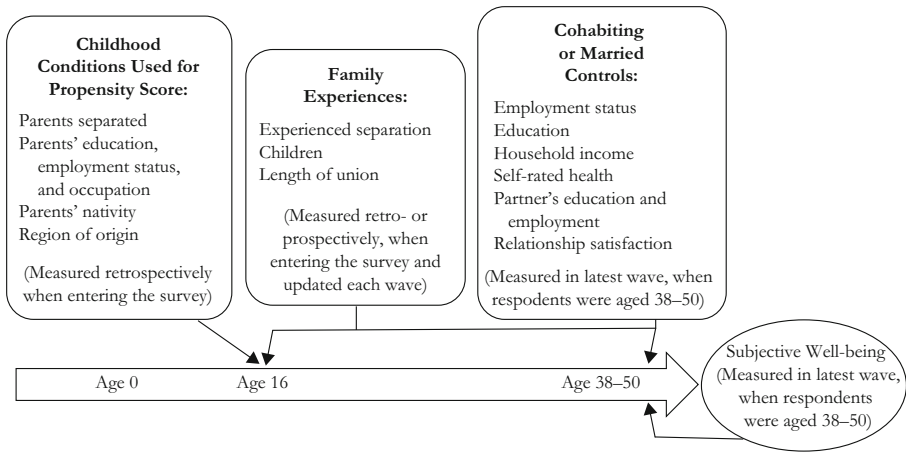 Childhood
Conditions Used for
Propensity Score:
Parents separated
Parents' education,
employment status,
and occupation
Parents' nativity
Region of origin
(Measured retrospectively
when entering the survey)
Family
Experiences:
Experienced separation
Children
Length of union
(Measured retro- or
prospectively, when
entering the survey and
updated each wave)
Cohabiting
or Married
Controls:
Employment status
Education
Household income
Self-rated health
Partner's education and
employment
Relationship satisfaction
(Measured in latest wave, when
respodents were aged 38–50)
Age 0
Age 16
Age 38–50
Subjective Well-being
(Measured in latest wave,
when respondents
were aged 38–50)